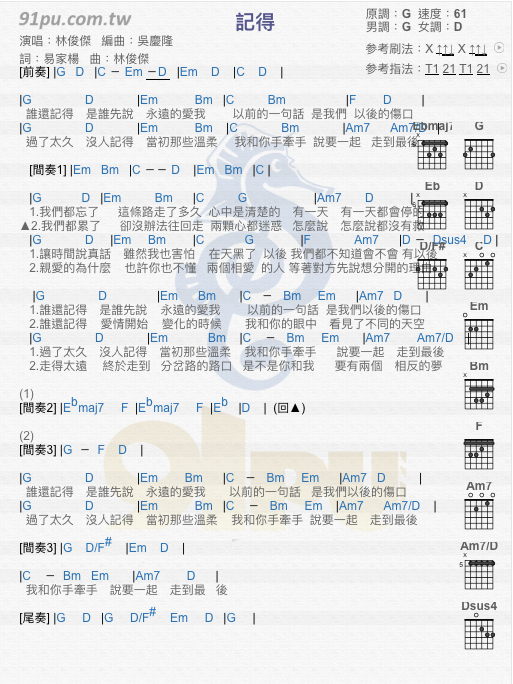 91pu.com.tw
記得
原調：G 速度：61
男調：G 女調：D
演唱：林俊傑 編曲：吳慶隆
詞：易家楊 曲：林俊傑
參考刷法：X ↑↑↓ X ↑↑↓
參考指法：T1 21 T1 21
[前奏] |G D |C – Em –D |Em D |C D |
|G D |Em Bm |C Bm |F D |
誰還記得 是誰先說 永遠的愛我 以前的一句話 是我們 以後的傷口
|G D |Em Bm |C Bm |Am7 Am7/D |
過了太久 沒人記得 當初那些溫柔 我和你手牽手 說要一起 走到最後
[間奏1] |Em Bm |C – – D |Em Bm |C |
|G D |Em Bm |C G |Am7 D |
1.我們都忘了 這條路走了多久 心中是清楚的 有一天 有一天都會停的
▲2.我們都累了 卻沒辦法往回走 兩顆心都迷惑 怎麼說 怎麼說都沒有救
|G D |Em Bm |C G |F Am7 |D – Dsus4 D |
1.讓時間說真話 雖然我也害怕 在天黑了 以後 我們都不知道會不會 有以後
2.親愛的為什麼 也許你也不懂 兩個相愛 的人 等著對方先說想分開的理由
|G D |Em Bm |C – Bm Em |Am7 D |
1.誰還記得 是誰先說 永遠的愛我 以前的一句話 是我們以後的傷口
2.誰還記得 愛情開始 變化的時候 我和你的眼中 看見了不同的天空
|G D |Em Bm |C – Bm Em |Am7 Am7/D |
1.過了太久 沒人記得 當初那些溫柔 我和你手牽手 說要一起 走到最後
2.走得太遠 終於走到 分岔路的路口 是不是你和我 要有兩個 相反的夢
(1)
[間奏2] |Ebmaj7 F |Ebmaj7 F |Eb |D | (回▲)
(2)
[間奏3] |G – F D |
|G D |Em Bm |C – Bm Em |Am7 D |
誰還記得 是誰先說 永遠的愛我 以前的一句話 是我們以後的傷口
|G D |Em Bm |C – Bm Em |Am7 Am7/D |
過了太久 沒人記得 當初那些溫柔 我和你手牽手 說要一起 走到最後
[間奏3] |G D/F# |Em D |
|C – Bm Em |Am7 D |
我和你手牽手 說要一起 走到最 後
[尾奏] |G D |G D/F# Em D |G |
Ebmaj7 G
Eb D
D/F# C
Em
Bm
F
Am7
Am7/D
Dsus4